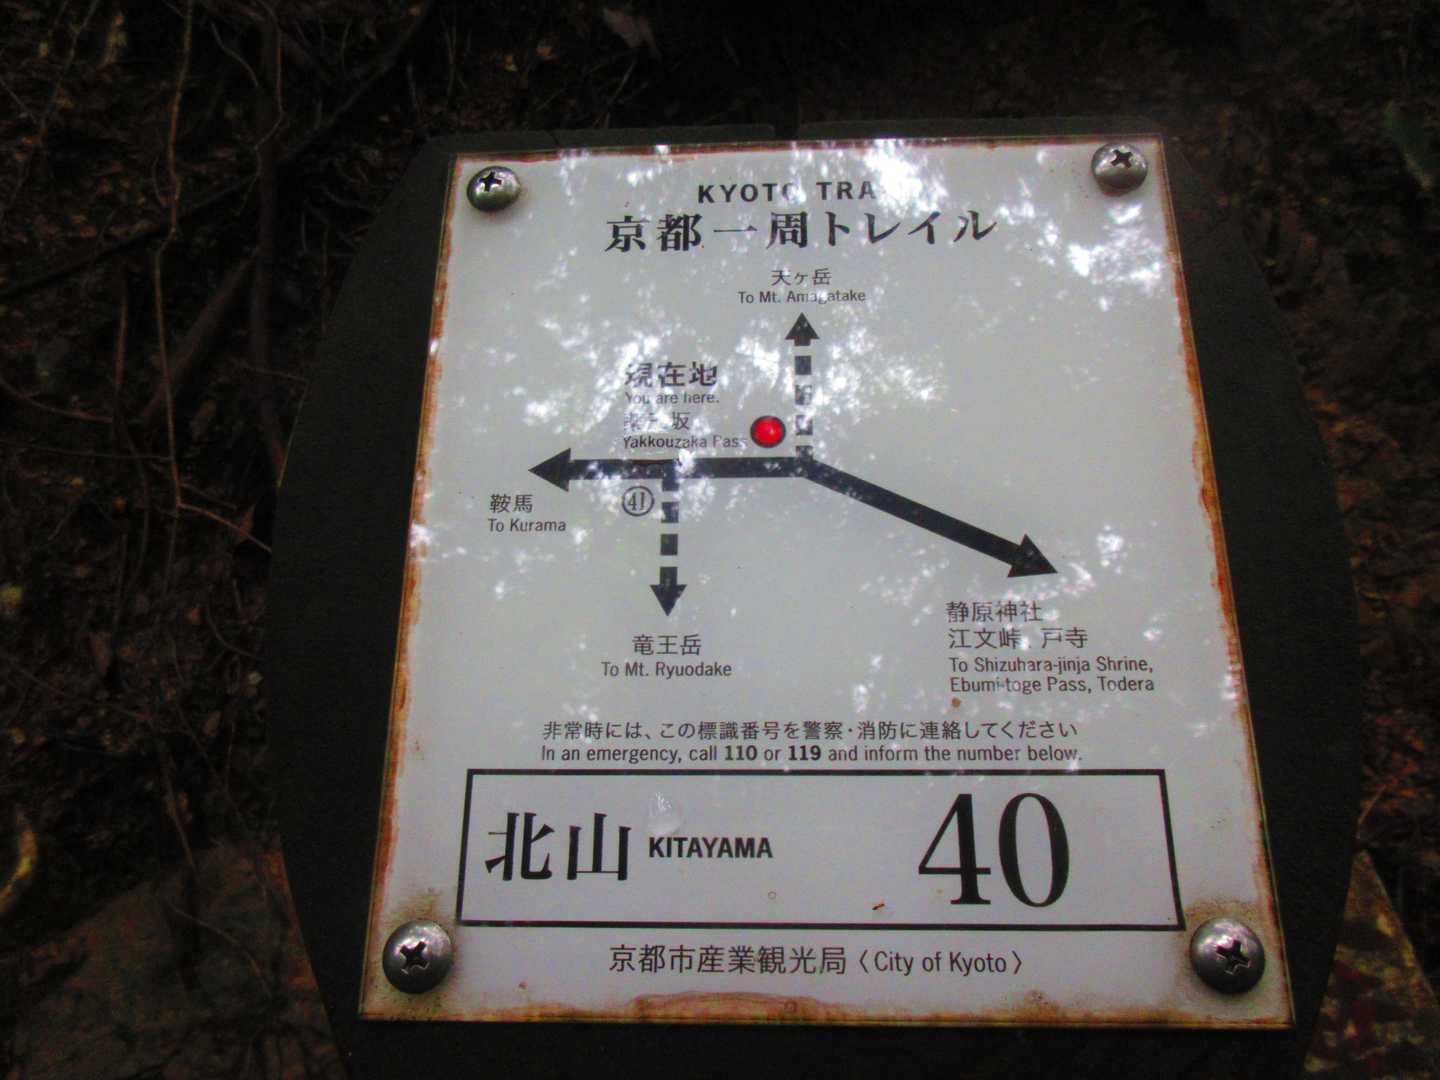 KYOTO TRA
京都一周トレイル
天ヶ岳
To Mt. Amagatake
現在地
You are here.
坂
Yakkouzaka Pass
鞍馬
To Kurama
41
竜王岳
To Mt. Ryuodake
静原神社
江文峠、戸寺
To Shizuhara-jinja Shrine,
Ebumi-toge Pass, Todera
非常時には、この標識番号を警察・消防に連絡してください
In an emergency, call 110 or 119 and inform the number below.
北山 KITAYAMA 40
京都市産業観光局〈City of Kyoto〉